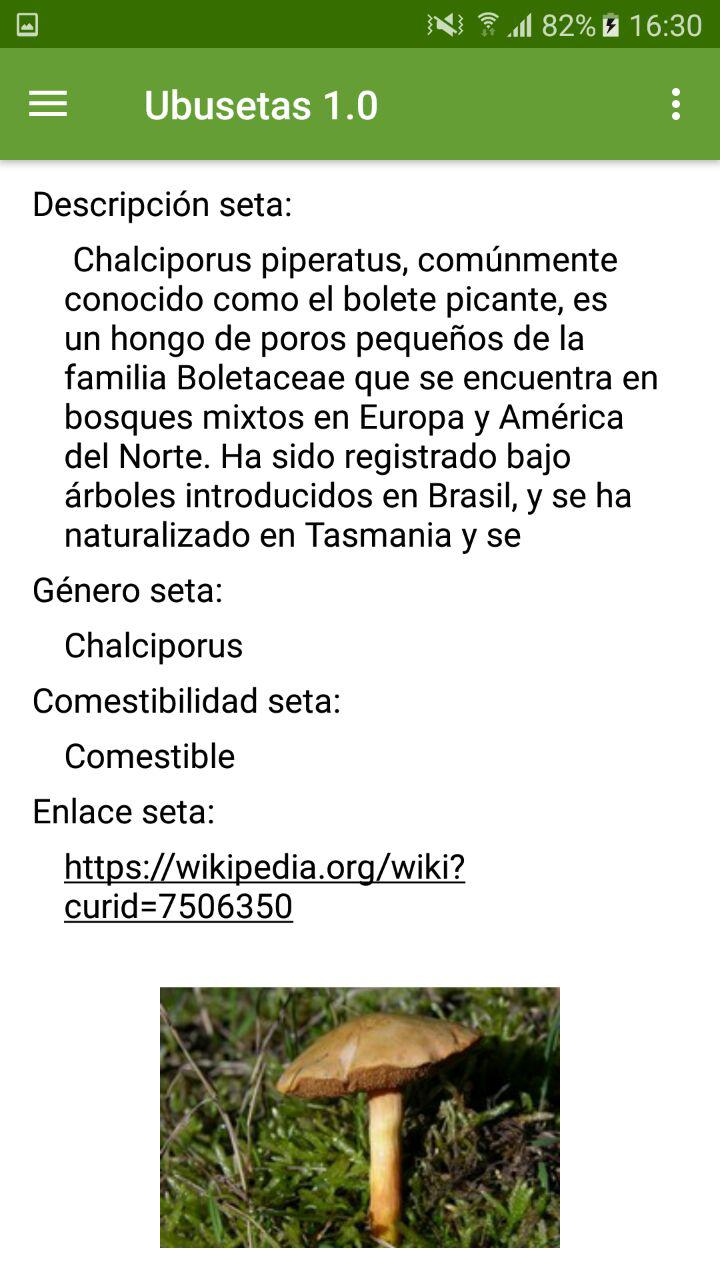 82% 16:30
Ubusetas 1.0
Descripción seta:
Chalciporus piperatus, comúnmente
conocido como el bolete picante, es
un hongo de poros pequeños de la
familia Boletaceae que se encuentra en
bosques mixtos en Europa y América
del Norte. Ha sido registrado bajo
árboles introducidos en Brasil, y se ha
naturalizado en Tasmania y se
Género seta:
Chalciporus
Comestibilidad seta:
Comestible
Enlace seta:
https://wikipedia.org/wiki?
curid=7506350